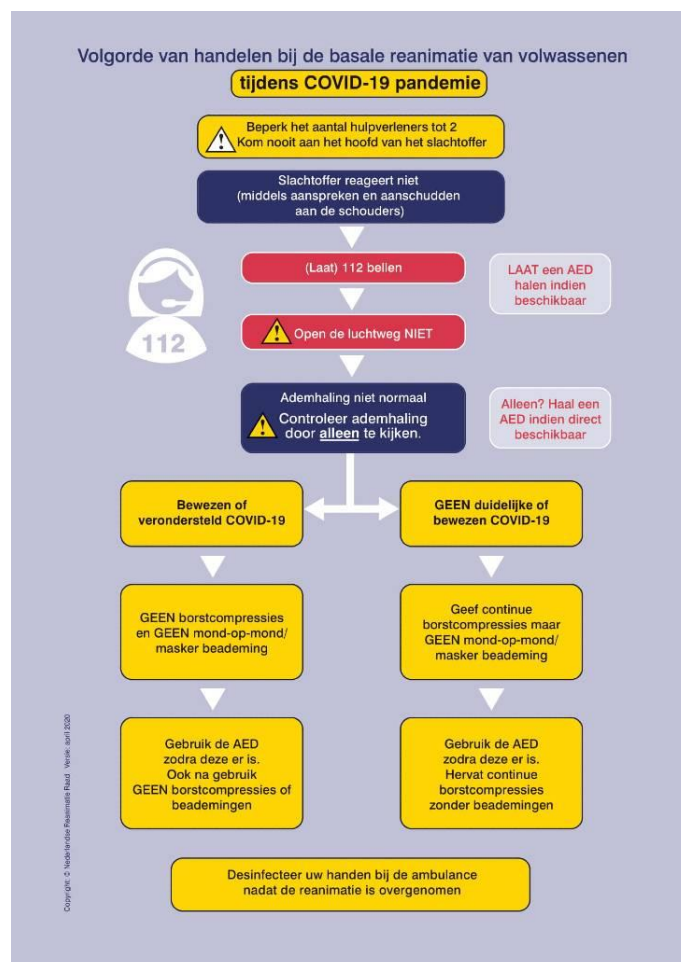 Volgorde van handelen bij de basale reanimatie van volwassenen
tijdens COVID-19 pandemie
Beperk het aantal hulpverleners tot 2
Kom nooit aan het hoofd van het slachtoffer
Slachtoffer reageert niet
(middels aanspreken en aanschudden
aan de schouders)
(Laat) 112 bellen
LAAT een AED
halen indien
beschikbaar
112
Open de luchtweg NIET
Ademhaling niet normaal
Controleer ademhaling
door alleen te kijken.
Alleen? Haal een
AED indien direct
beschikbaar
Bewezen of
verondersteld COVID-19
GEEN duidelijke of
bewezen COVID-19
GEEN borstcompressies
en GEEN mond-op-mond/
masker beademing
Geef continue
borstcompressies maar
GEEN mond-op-mond/
masker beademing
Gebruik de AED
zodra deze er is.
Ook na gebruik
GEEN borstcompressies of
beademingen
Gebruik de AED
zodra deze er is.
Hervat continue
borstcompressies
zonder beademingen
Desinfecteer uw handen bij de ambulance
nadat de reanimatie is overgenomen
Copyright: © Nederlandse Reanimatie Raad Versie: april 2020